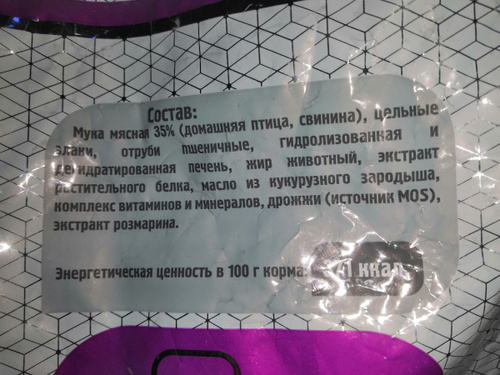 Состав:
Мука мясная 35% (домашняя птица, свинина), цельные
злаки, отруби пшеничные, гидролизованная и
дегидратированная печень, жир животный, экстракт
растительного белка, масло из кукурузного зародыша,
комплекс витаминов и минералов, дрожжи (источник MOS),
экстракт розмарина.
Энергетическая ценность в 100 г корма: ккал